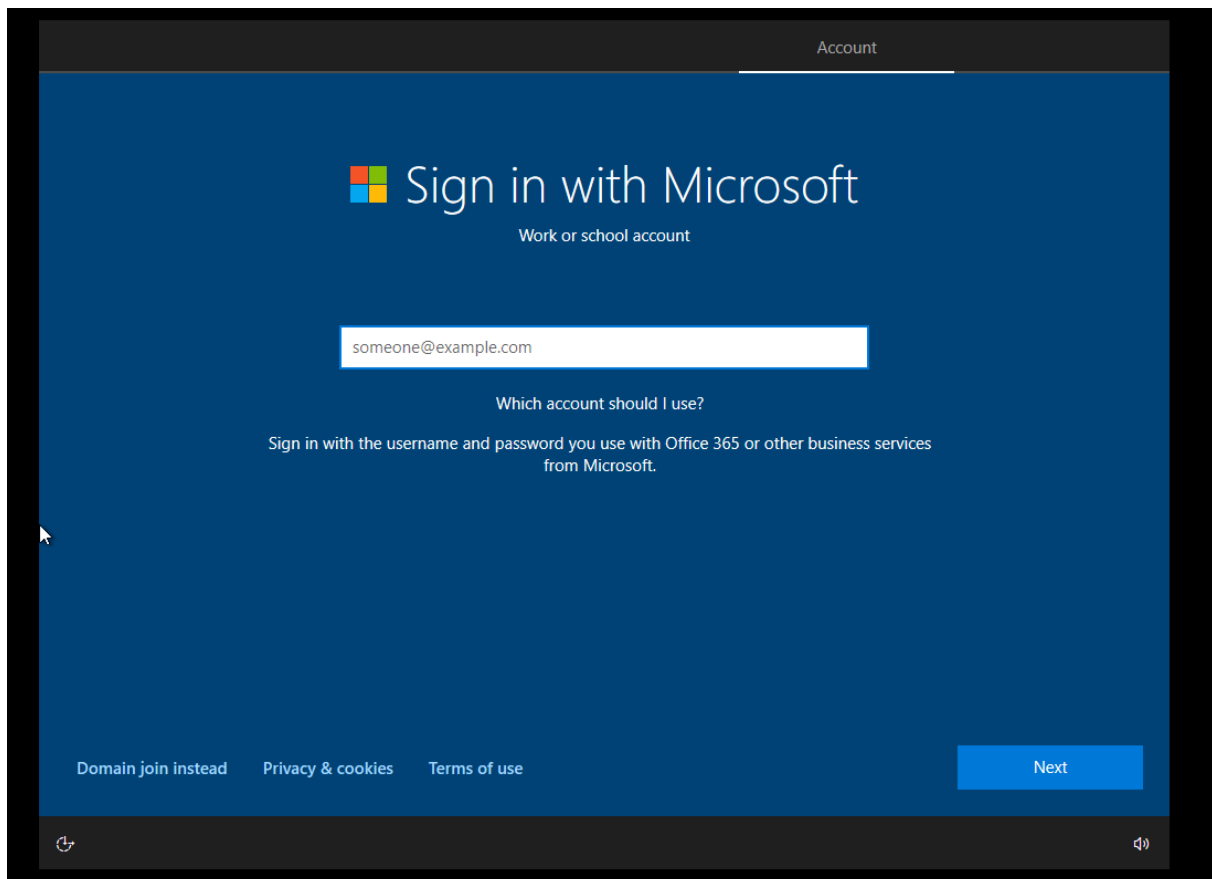 Account
Sign in with Microsoft
Work or school account
someone@example.com
Which account should I use?
Sign in with the username and password you use with Office 365 or other business services
from Microsoft.
Domain join instead
Privacy & cookies
Terms of use
Next